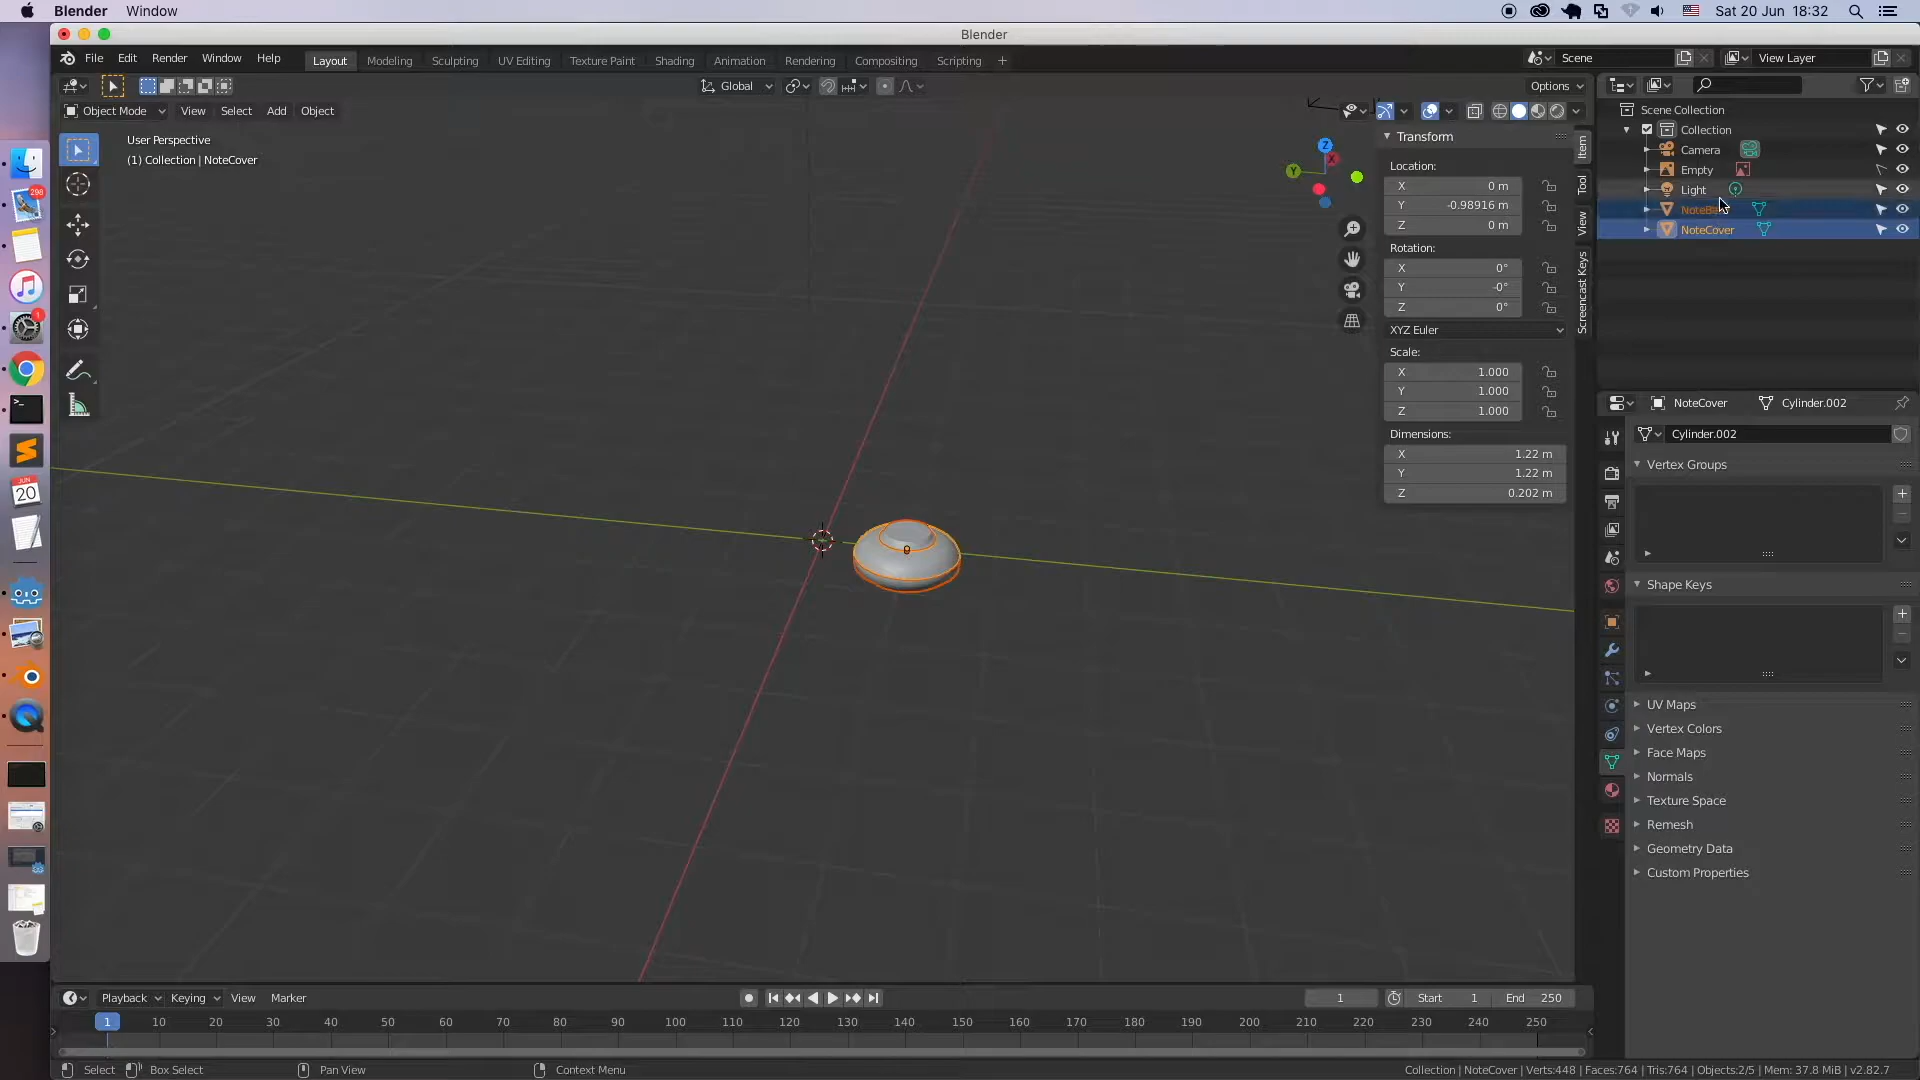 Blender Window
Sat 20 Jun 18:32
Blender
File Edit Render Window Help
Layout Modeling Sculpting UV Editing Texture Paint Shading Animation Rendering Compositing Scripting +
Scene
View Layer
Global
Options
Object Mode View Select Add Object
User Perspective
(1) Collection | NoteCover
Z
X
Y
Transform
Location:
X 0 m
Y -0.98916 m
Z 0 m
Rotation:
X 0°
Y -0°
Z 0°
XYZ Euler
Scale:
X 1.000
Y 1.000
Z 1.000
Dimensions:
X 1.22 m
Y 1.22 m
Z 0.202 m
Item
Tool
View
Screencast Keys
Scene Collection
Collection
Camera
Empty
Light
NoteCover
NoteCover Cylinder.002
Cylinder.002
Vertex Groups
Shape Keys
UV Maps
Vertex Colors
Face Maps
Normals
Texture Space
Remesh
Geometry Data
Custom Properties
298
1
JUN
20
Playback Keying View Marker
1
Start 1
End 250
1 10 20 30 40 50 60 70 80 90 100 110 120 130 140 150 160 170 180 190 200 210 220 230 240 250
Select Box Select Pan View Context Menu
Collection | NoteCover | Verts:448 | Faces:764 | Tris:764 | Objects:2/5 | Mem: 37.8 MiB | v2.82.7